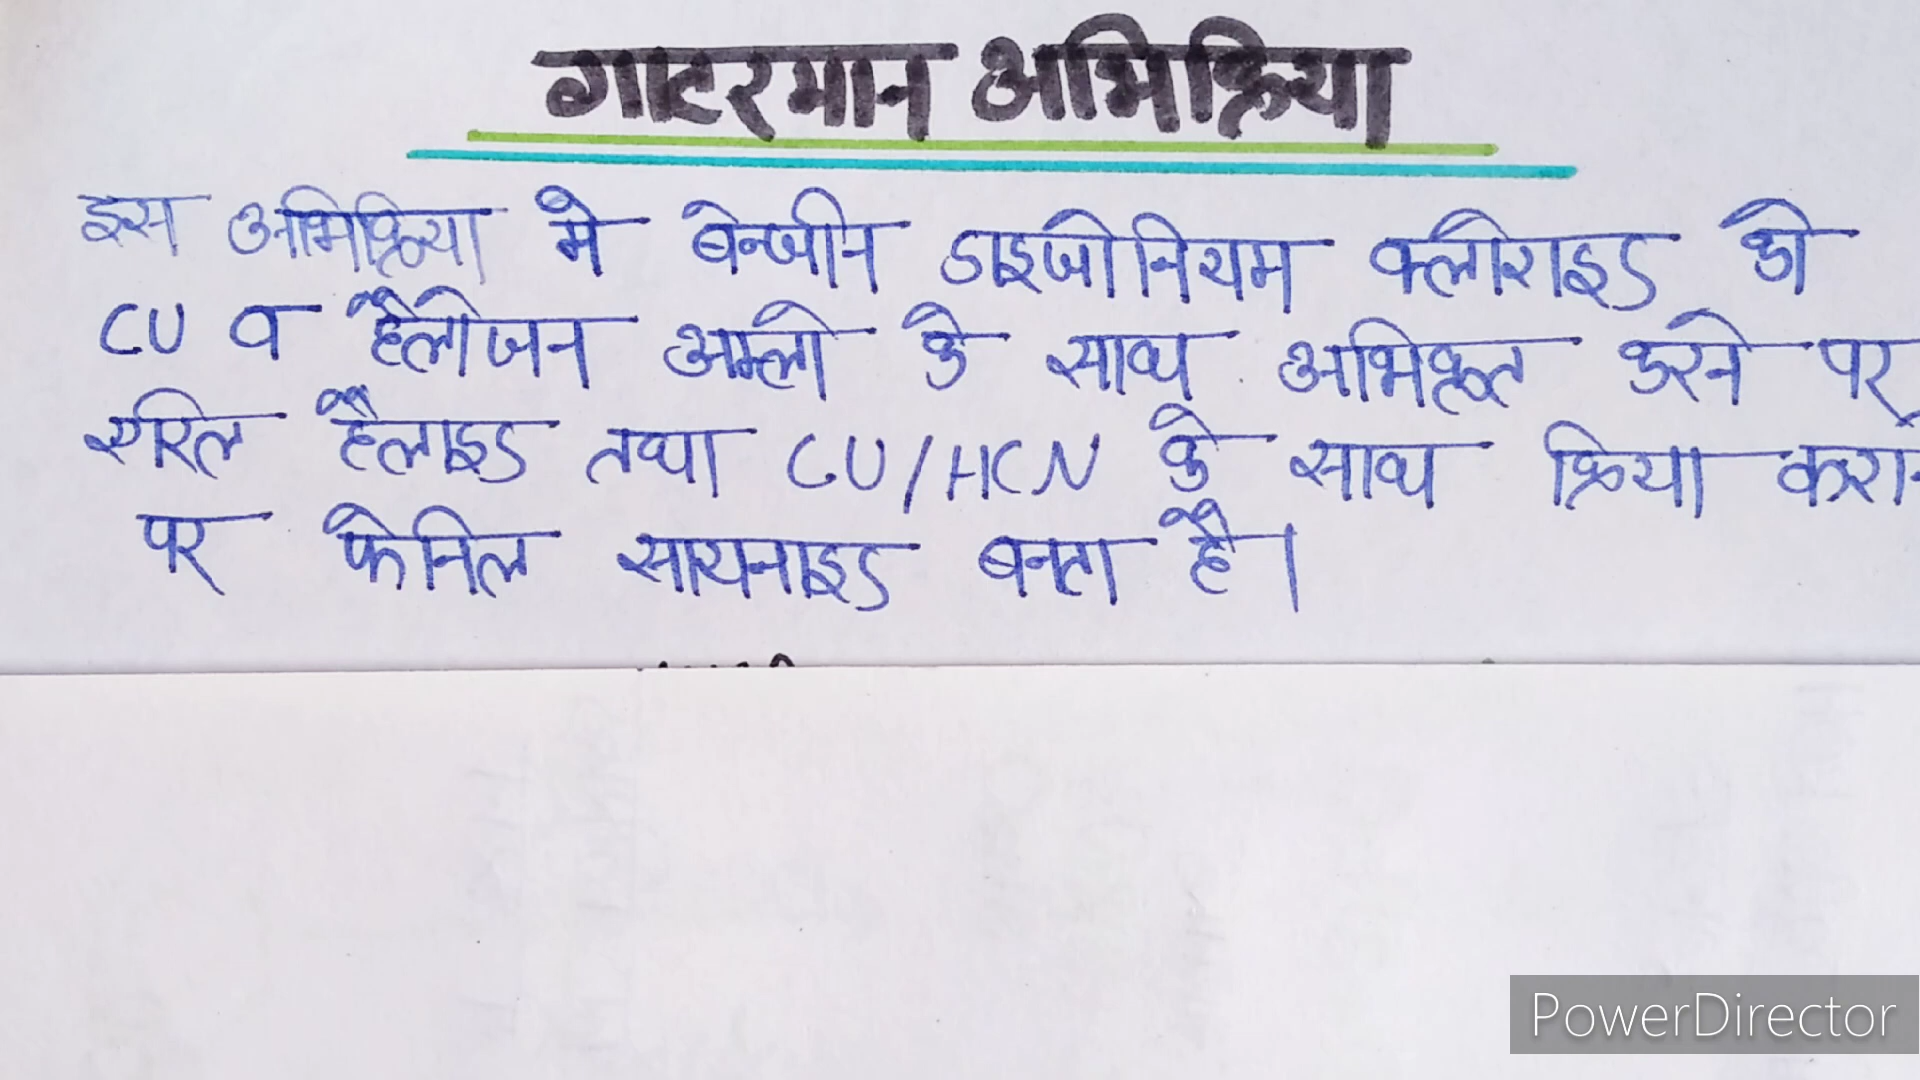 गाटरमान अभिक्रिया
इस अभिक्रिया मे बेन्जीन डाइजोनियम क्लोराइड को
CU व हैलोजन अम्लो के साथ अभिकृत करने पर
एरिल हैलाइड तथा CU/HCN के साथ क्रिया करान
पर फेनिल सायनाइड बनता है।
PowerDirector